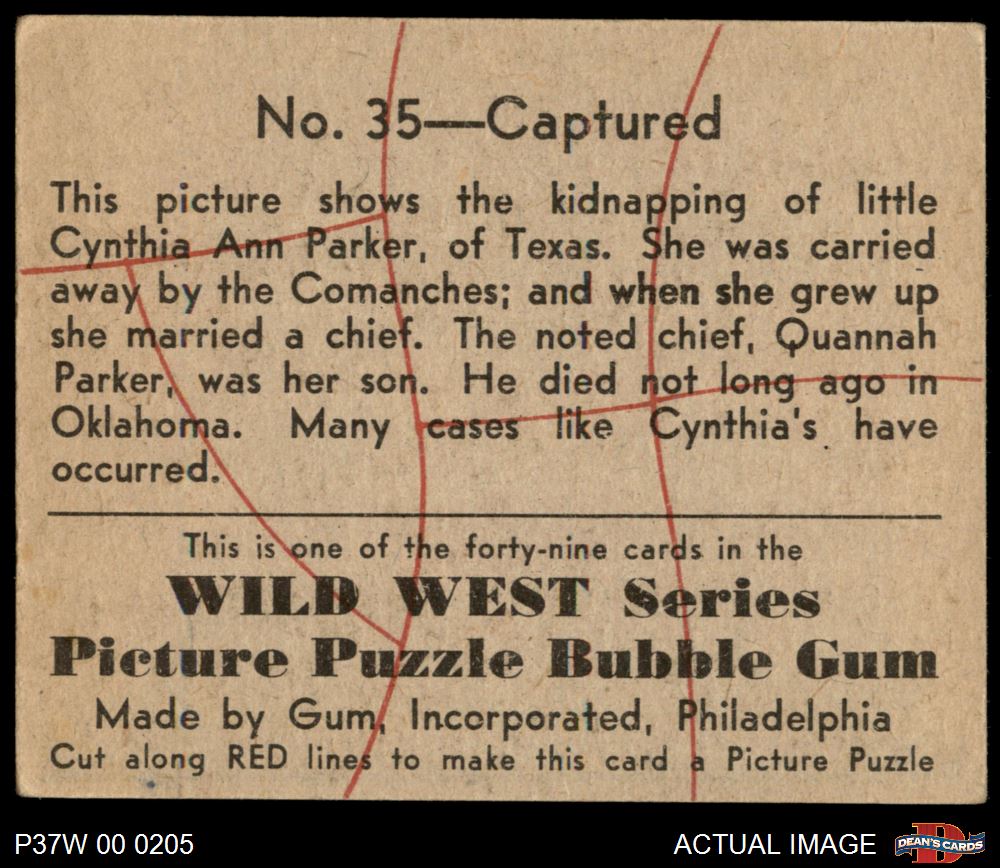 No. 35—Captured
This picture shows the kidnapping of little
Cynthia Ann Parker, of Texas. She was carried
away by the Comanches; and when she grew up
she married a chief. The noted chief, Quannah
Parker, was her son. He died not long ago in
Oklahoma. Many cases like Cynthia's have
occurred.
This is one of the forty-nine cards in the
WILD WEST Series
Picture Puzzle Bubble Gum
Made by Gum, Incorporated, Philadelphia
Cut along RED lines to make this card a Picture Puzzle
P37W 00 0205
ACTUAL IMAGE
D
DEAN'S CARDS